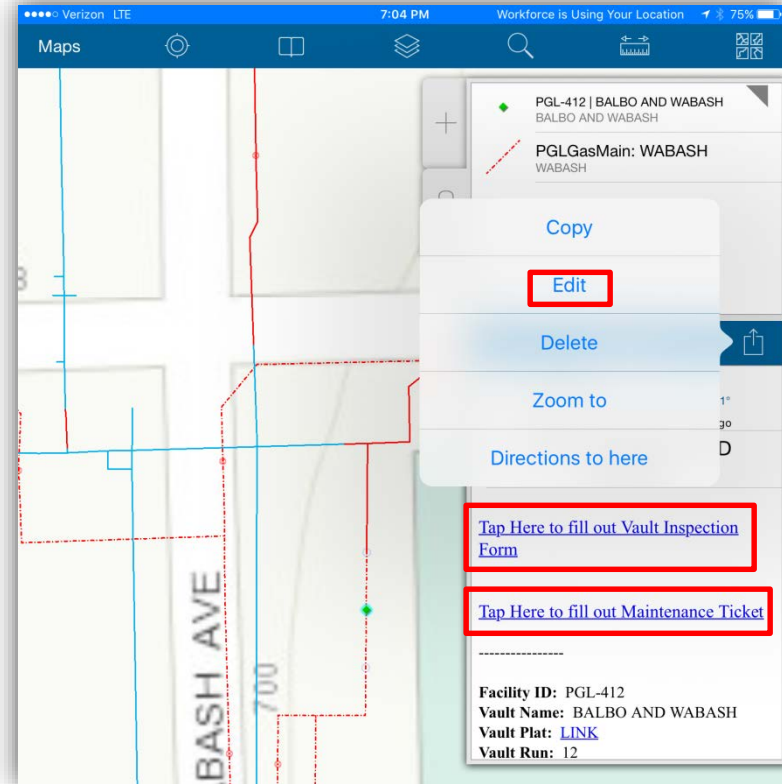 Verizon LTE 7:04 PM Workforce is Using Your Location 75%
Maps
PGL-412 | BALBO AND WABASH
BALBO AND WABASH
PGLGasMain: WABASH
WABASH
Copy
Edit
Delete
Zoom to
Directions to here
1°
go
D
Tap Here to fill out Vault Inspection
Form
Tap Here to fill out Maintenance Ticket
----------------
Facility ID: PGL-412
Vault Name: BALBO AND WABASH
Vault Plat: LINK
Vault Run: 12
BASH AVE
700